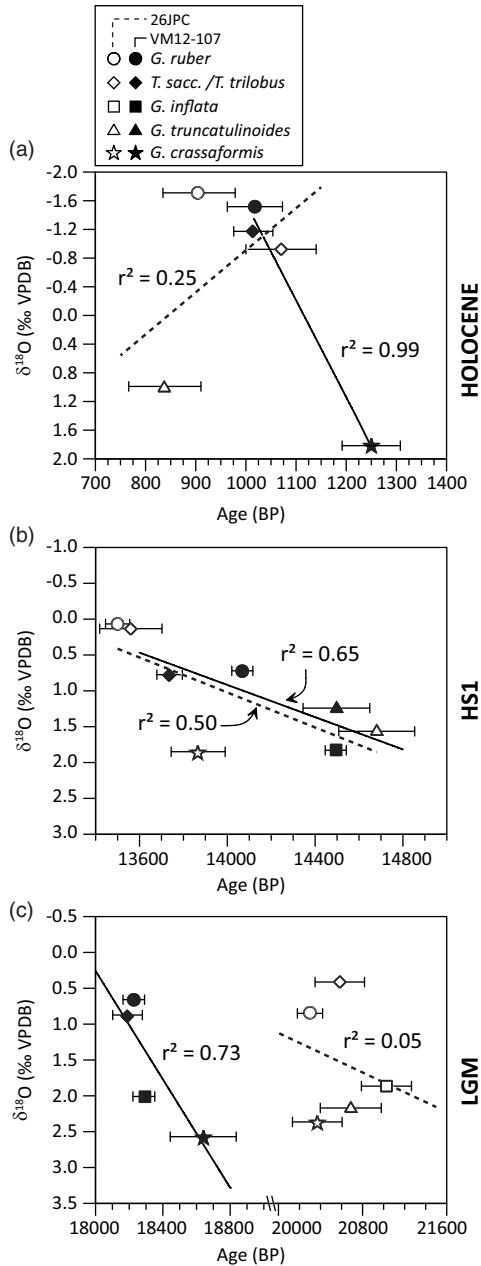 26JPC
VM12-107
G. ruber
T. sacc. /T. trilobus
G. inflata
G. truncatulinoides
G. crassaformis
(a)
-2.0
-1.6
-1.2
-0.8
0.0
0.4
0.8
1.2
1.6
2.0
δ¹⁸O (‰ VPDB)
r² = 0.25
r² = 0.99
HOLOCENE
700 900 1000 1100 1200 1300 1400
Age (BP)
(b)
-1.0
-0.5
0.0
0.5
1.0
1.5
2.0
2.5
3.0
δ¹⁸O (‰ VPDB)
r² = 0.65
r² = 0.50
HS1
13600 14000 14400 14800
Age (BP)
(c)
-0.5
0.0
0.5
1.0
1.5
2.0
2.5
3.0
3.5
δ¹⁸O (‰ VPDB)
r² = 0.73
r² = 0.05
LGM
18000 18400 18800 20000 20800 21600
Age (BP)